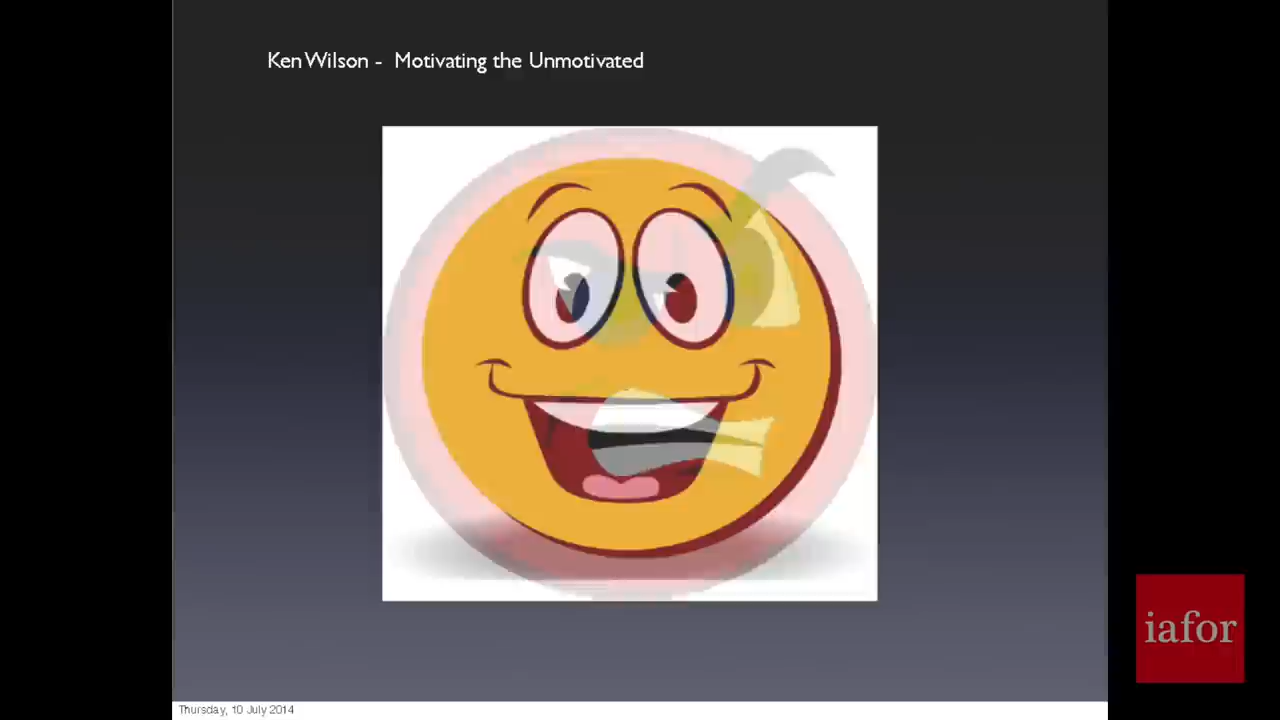 Ken Wilson - Motivating the Unmotivated
iafor
Thursday, 10 July 2014